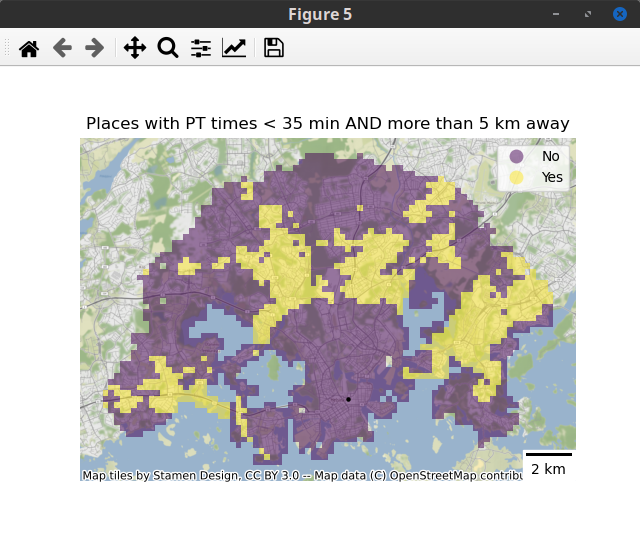 Figure 5
Places with PT times < 35 min AND more than 5 km away
No
Yes
Map tiles by Stamen Design, CC BY 3.0 -- Map data (C) OpenStreetMap contribu
2 km